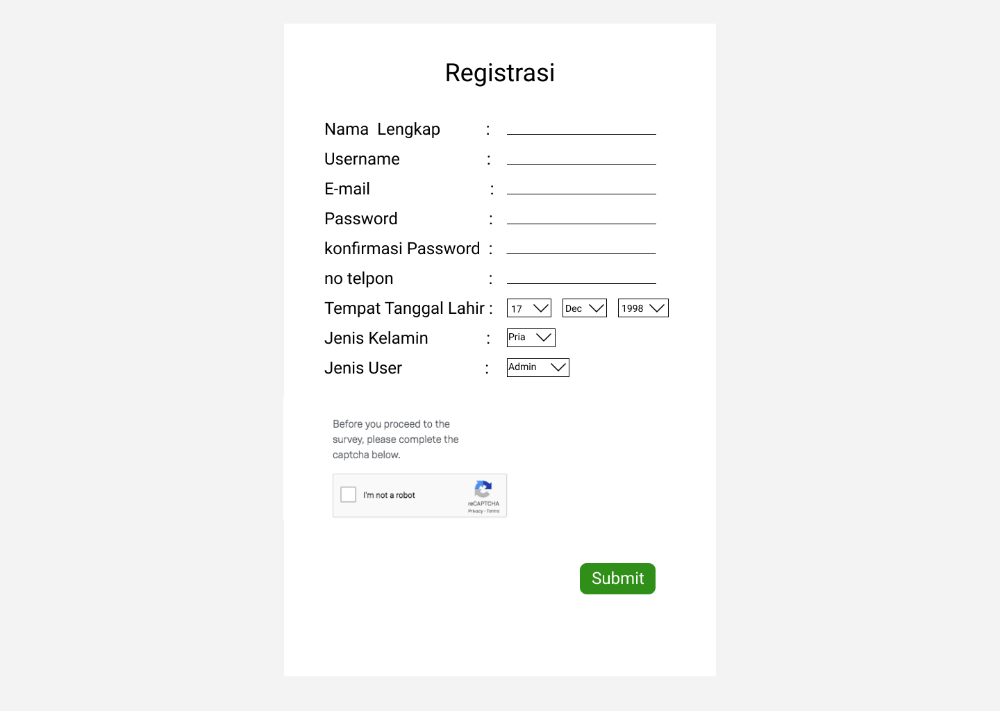 Registrasi
Nama  Lengkap :
Username :
E-mail :
Password :
konfirmasi Password :
no telpon :
Tempat Tanggal Lahir : 17 Dec 1998
Jenis Kelamin : Pria
Jenis User : Admin
Before you proceed to the
survey, please complete the
captcha below.
I'm not a robot
reCAPTCHA
Privacy - Terms
Submit